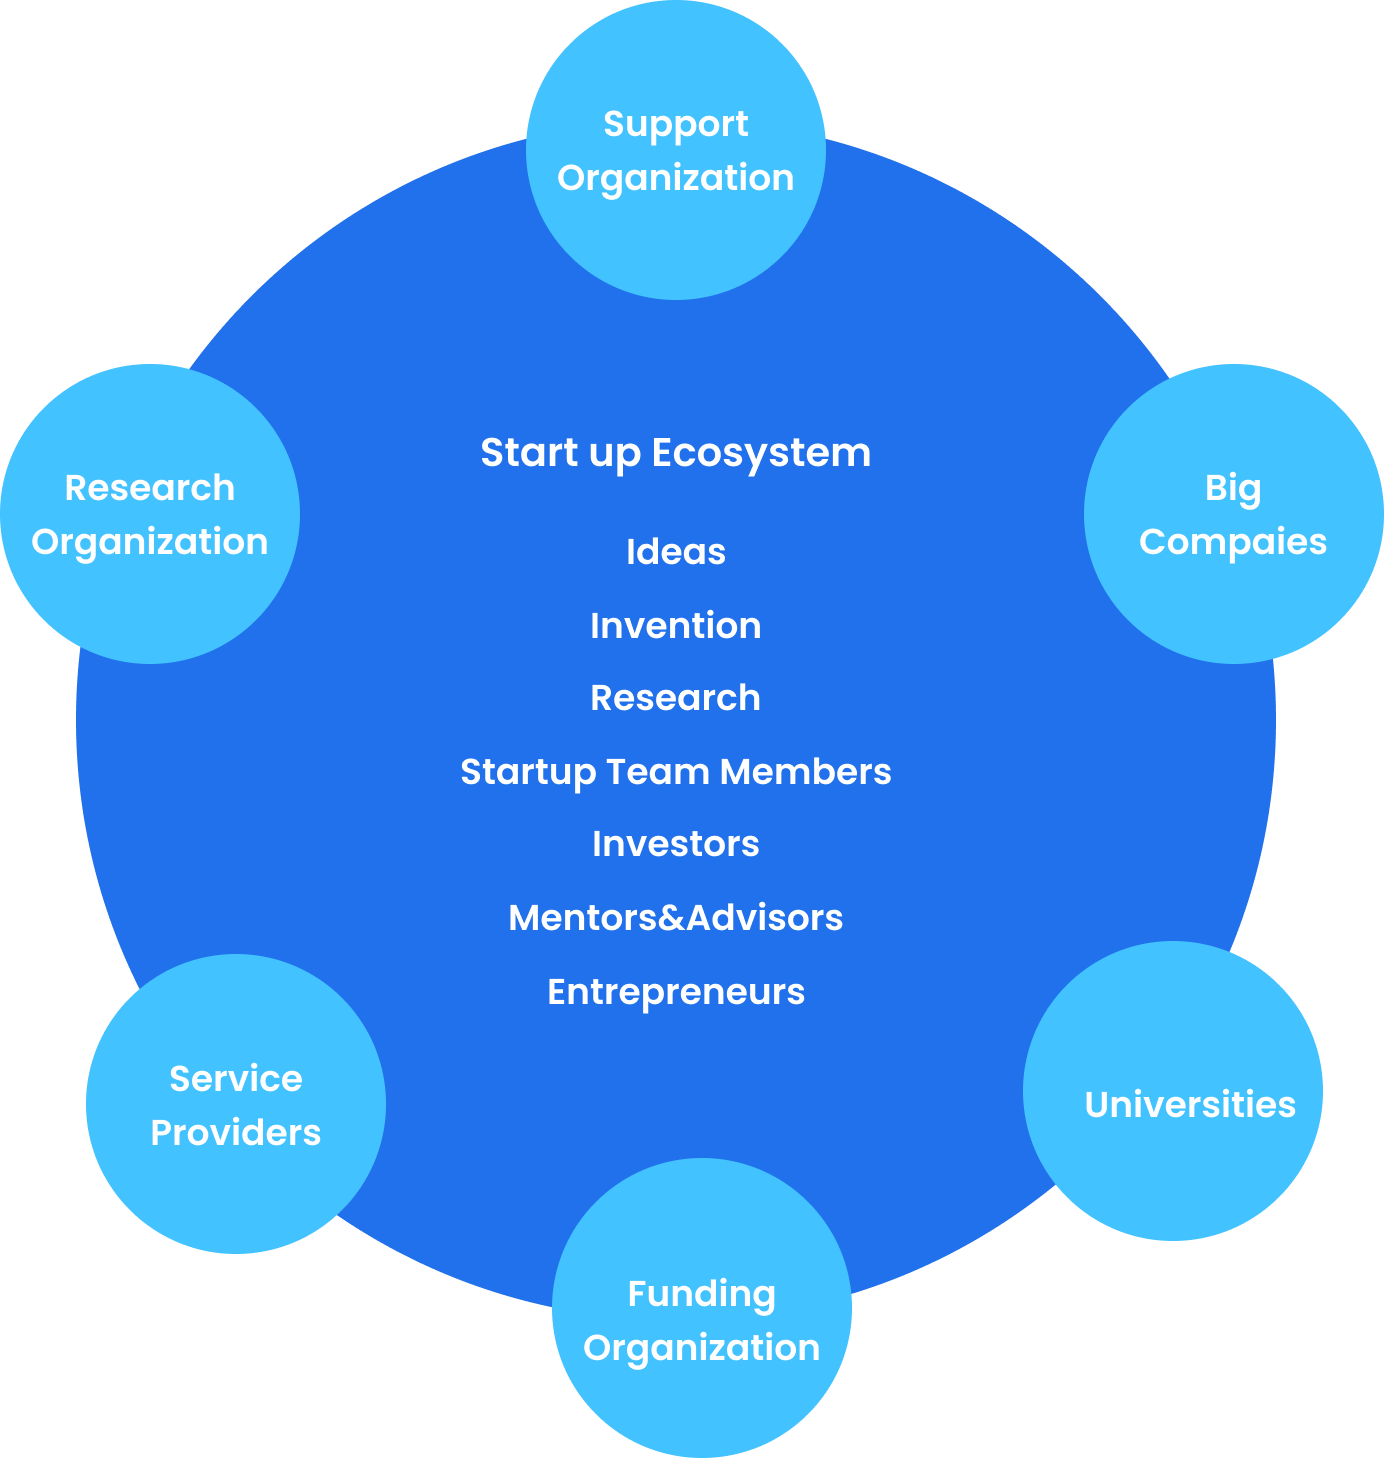 Support
Organization
Research
Organization
Big
Compaies
Start up Ecosystem
Ideas
Invention
Research
Startup Team Members
Investors
Mentors&Advisors
Entrepreneurs
Service
Providers
Universities
Funding
Organization